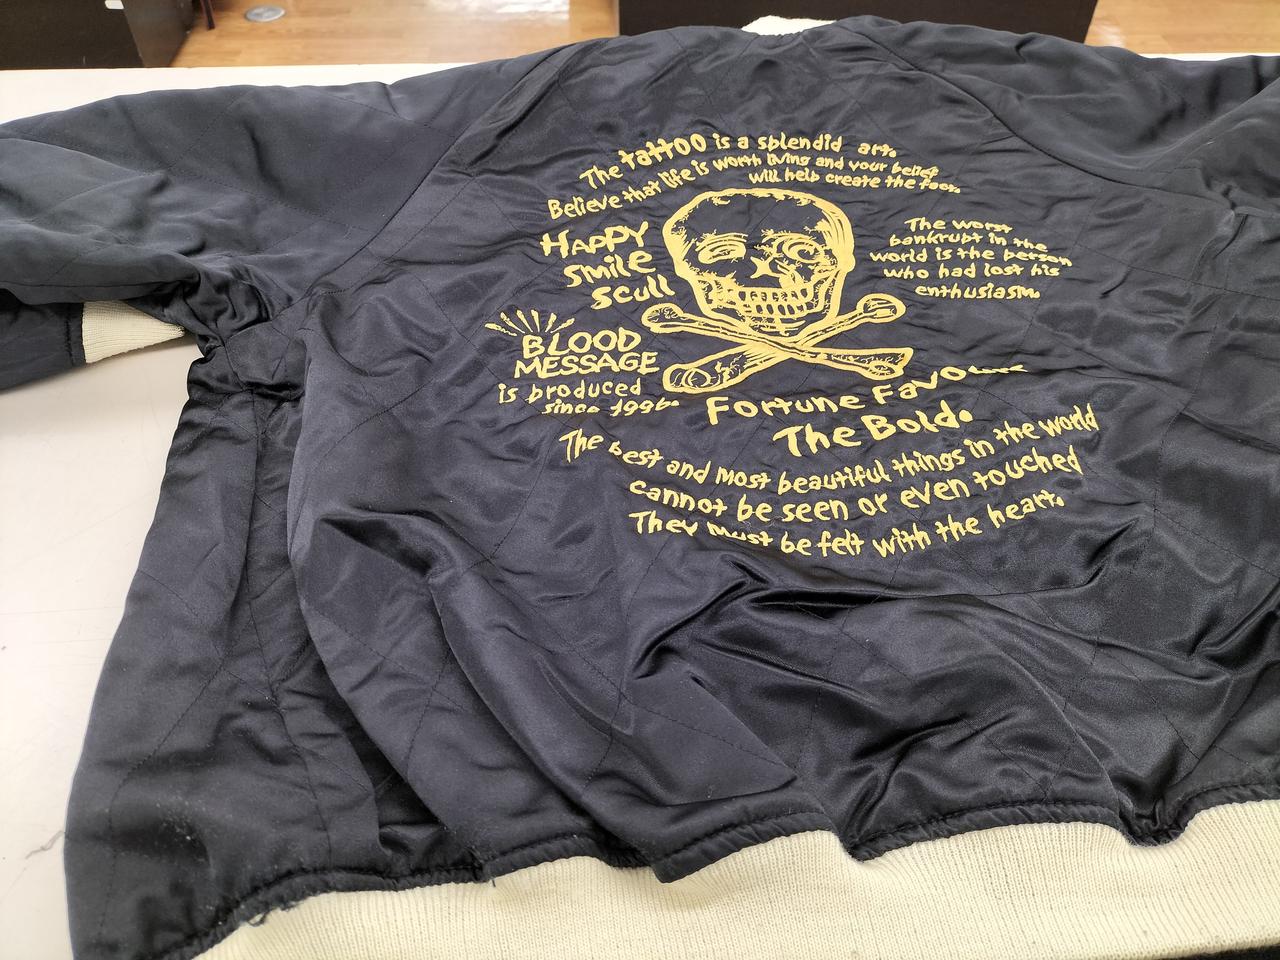 The tattoo is a splendid art.
Believe that life is worth living and your belief
will help create the fact.
HAPPY
smile
scull
The worst
bankrupt in the
world is the person
who had lost his
enthusiasm.
BLOOD
MESSAGE
is produced
since 1996.
Fortune
The Bold.
The best and most beautiful things in the world
cannot be seen or even touched
They must be felt with the heart.